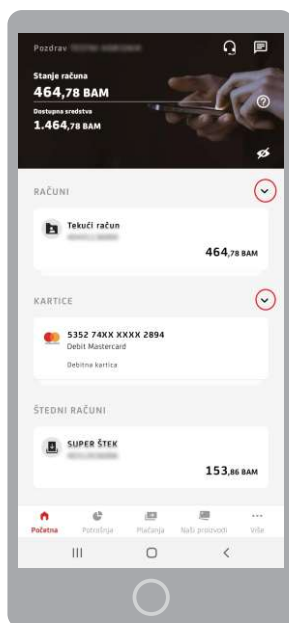 Pozdrav
Stanje računa
464,78 BAM
Dostupna sredstva
1.464,78 BAM
RAČUNI
Tekući račun
464,78 BAM
KARTICE
5352 74XX XXXX 2894
Debit Mastercard
Debitna kartica
ŠTEDNI RAČUNI
SUPER ŠTEK
153,86 BAM
Početna Potrošnja Plaćanja Naši proizvodi Više